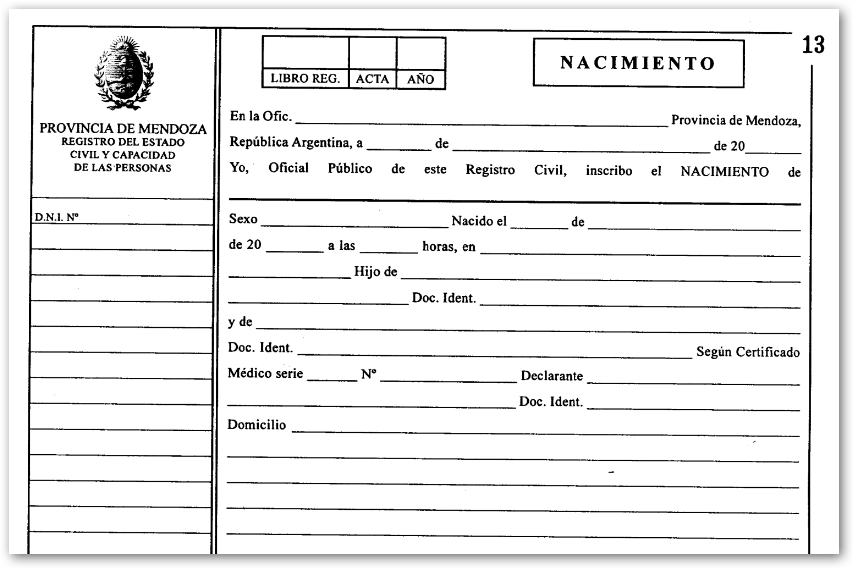 13
LIBRO REG. ACTA AÑO
NACIMIENTO
PROVINCIA DE MENDOZA
REGISTRO DEL ESTADO
CIVIL Y CAPACIDAD
DE LAS PERSONAS
D.N.I. Nº
En la Ofic. Provincia de Mendoza,
República Argentina, a de de 20
Yo, Oficial Público de este Registro Civil, inscribo el NACIMIENTO de
Sexo Nacido el de
de 20 a las horas, en
Hijo de
Doc. Ident.
y de
Doc. Ident. Según Certificado
Médico serie Nº Declarante
Doc. Ident.
Domicilio